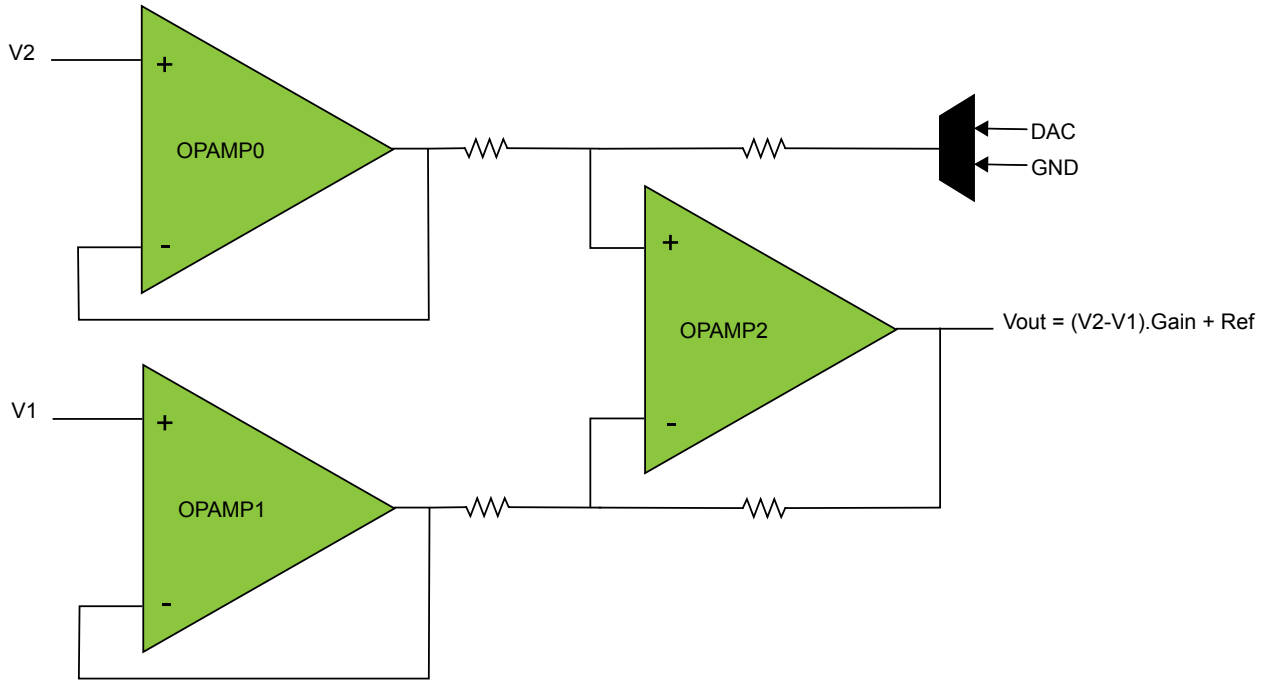 V2
+
OPAMP0
-
DAC
GND
+
OPAMP2
-
Vout = (V2-V1).Gain + Ref
V1
+
OPAMP1
-